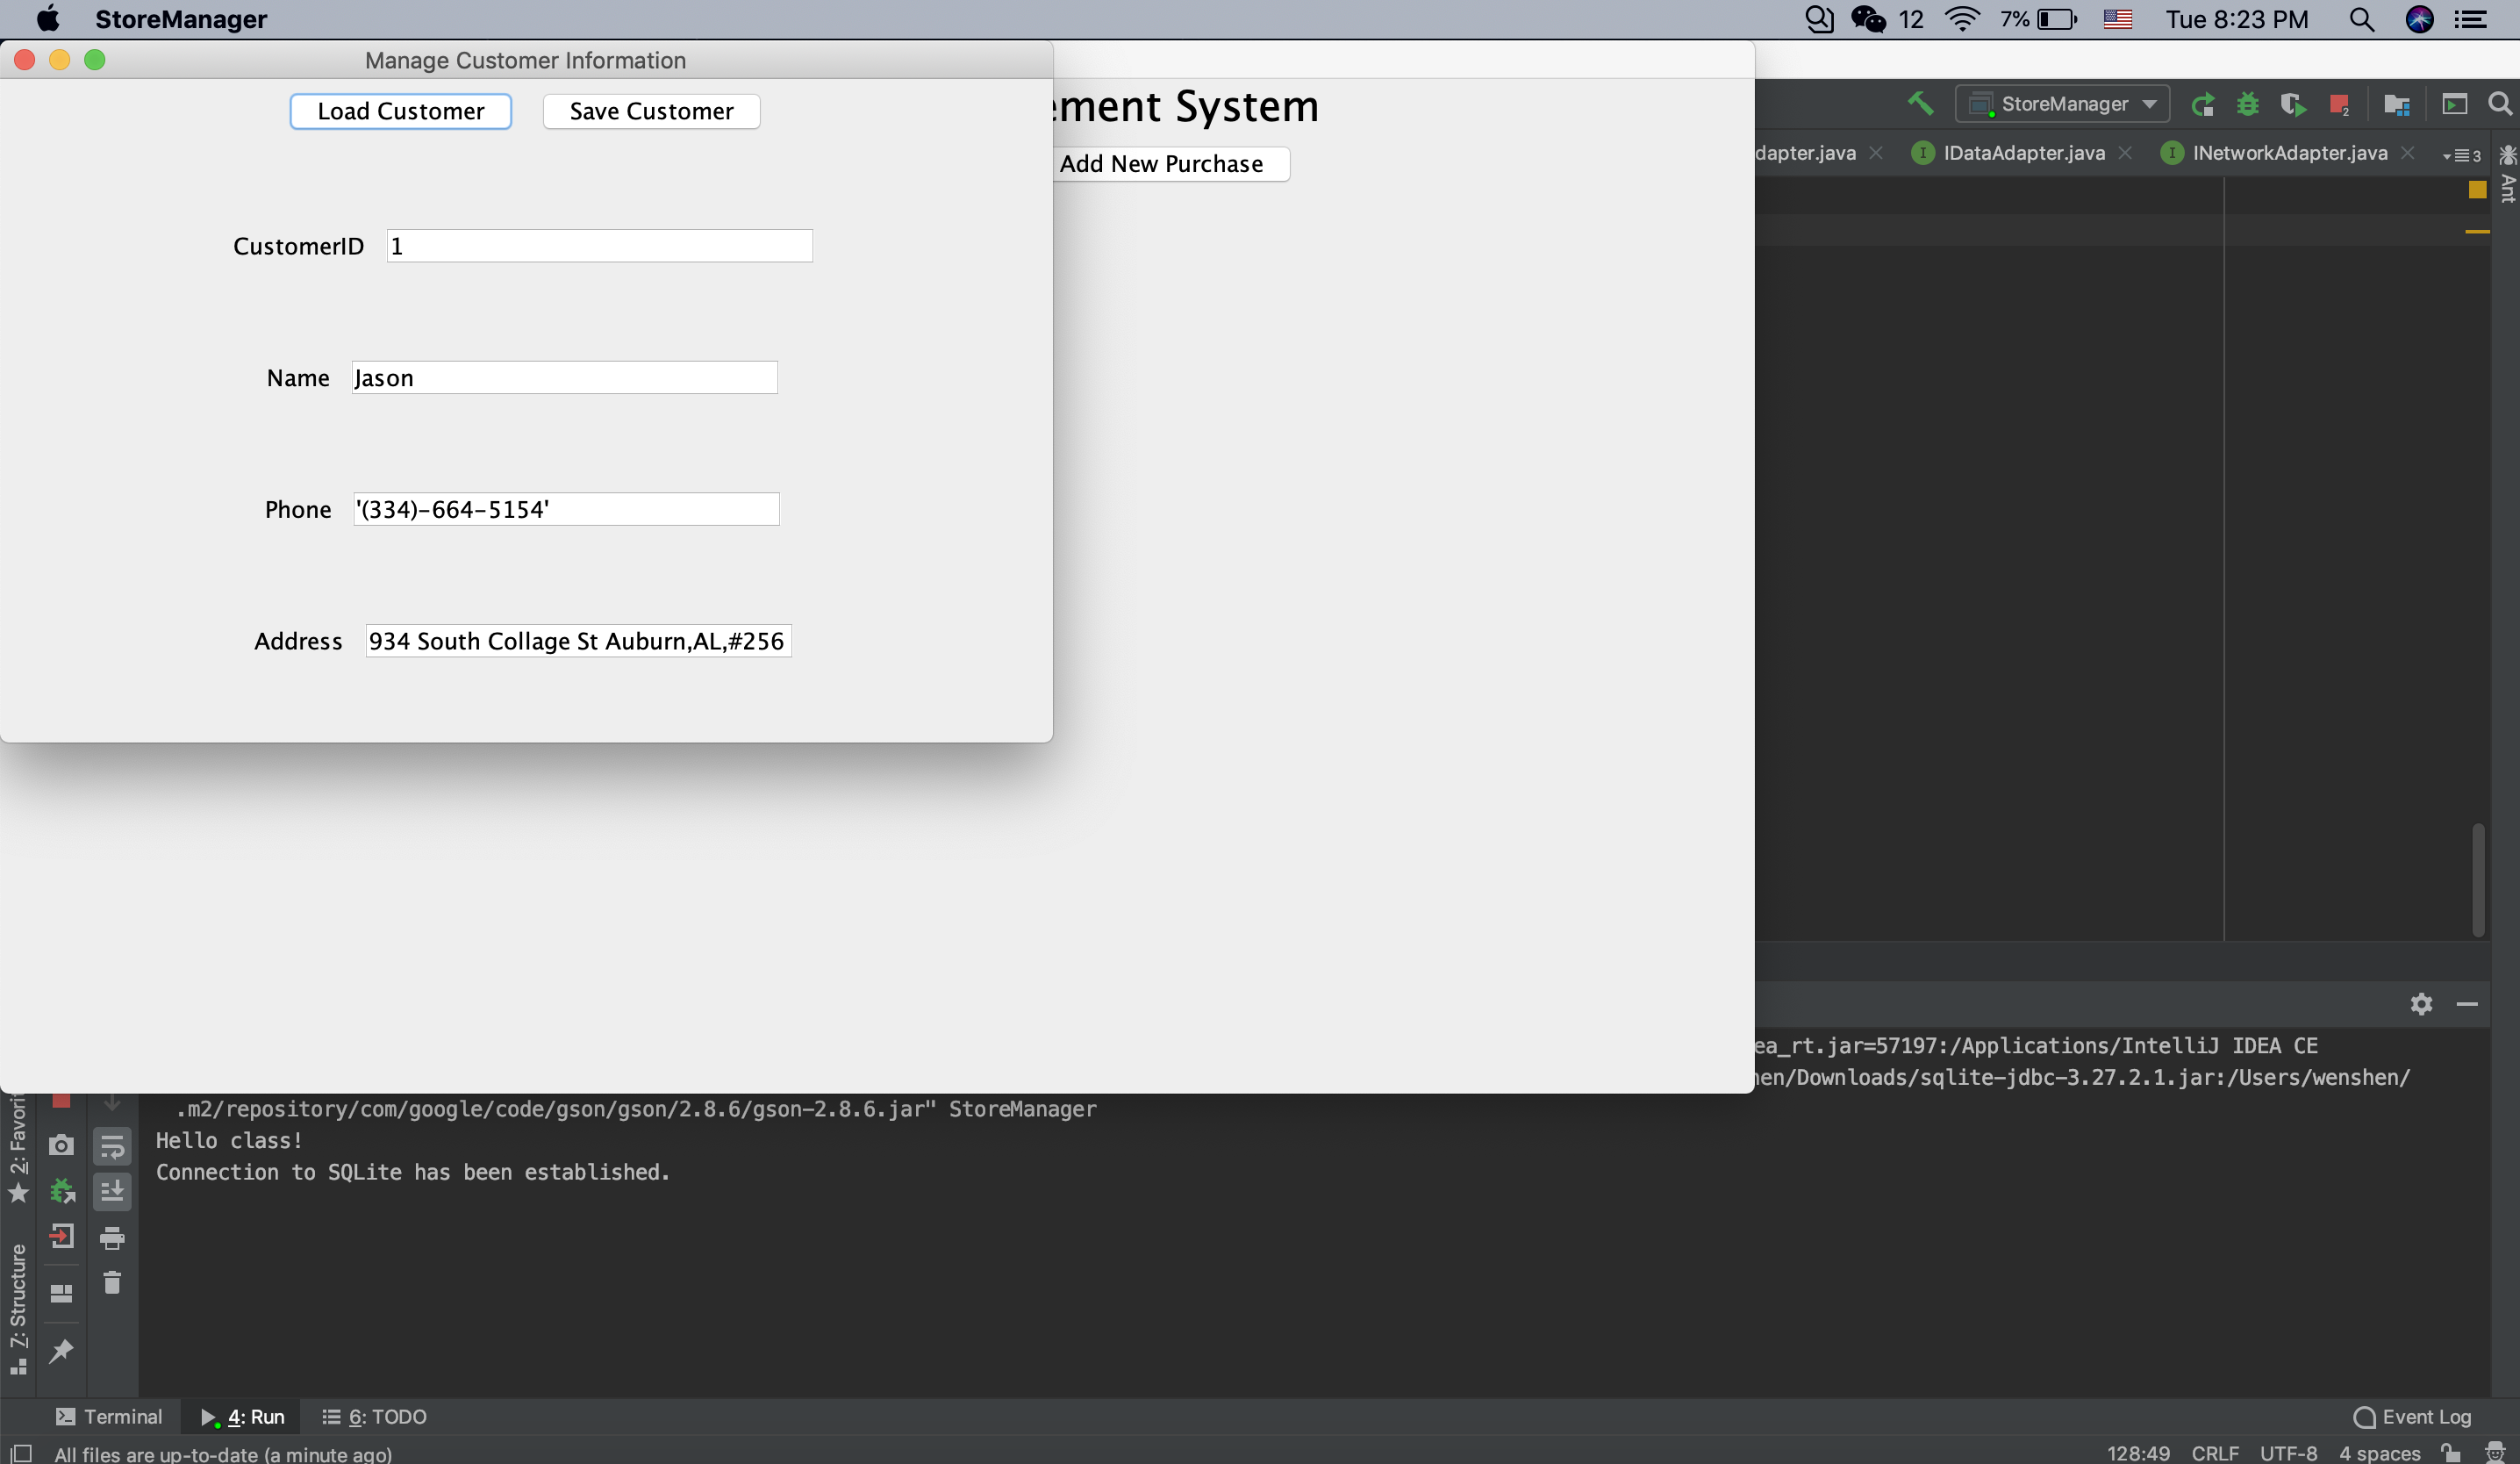 StoreManager
12
7%
Tue 8:23 PM
Manage Customer Information
Load Customer
Save Customer
ement System
Add New Purchase
CustomerID
1
Name
Jason
Phone
'(334)-664-5154'
Address
934 South Collage St Auburn,AL,#256
StoreManager
2
dapter.java
IDataAdapter.java
INetworkAdapter.java
3
Ant
ea_rt.jar=57197:/Applications/IntelliJ IDEA CE
hen/Downloads/sqlite-jdbc-3.27.2.1.jar:/Users/wenshen/
.m2/repository/com/google/code/gson/gson/2.8.6/gson-2.8.6.jar" StoreManager
Hello class!
Connection to SQLite has been established.
2: Favorit
7: Structure
Terminal
4: Run
6: TODO
Event Log
All files are up-to-date (a minute ago)
128:49 CRLF UTF-8 4 spaces